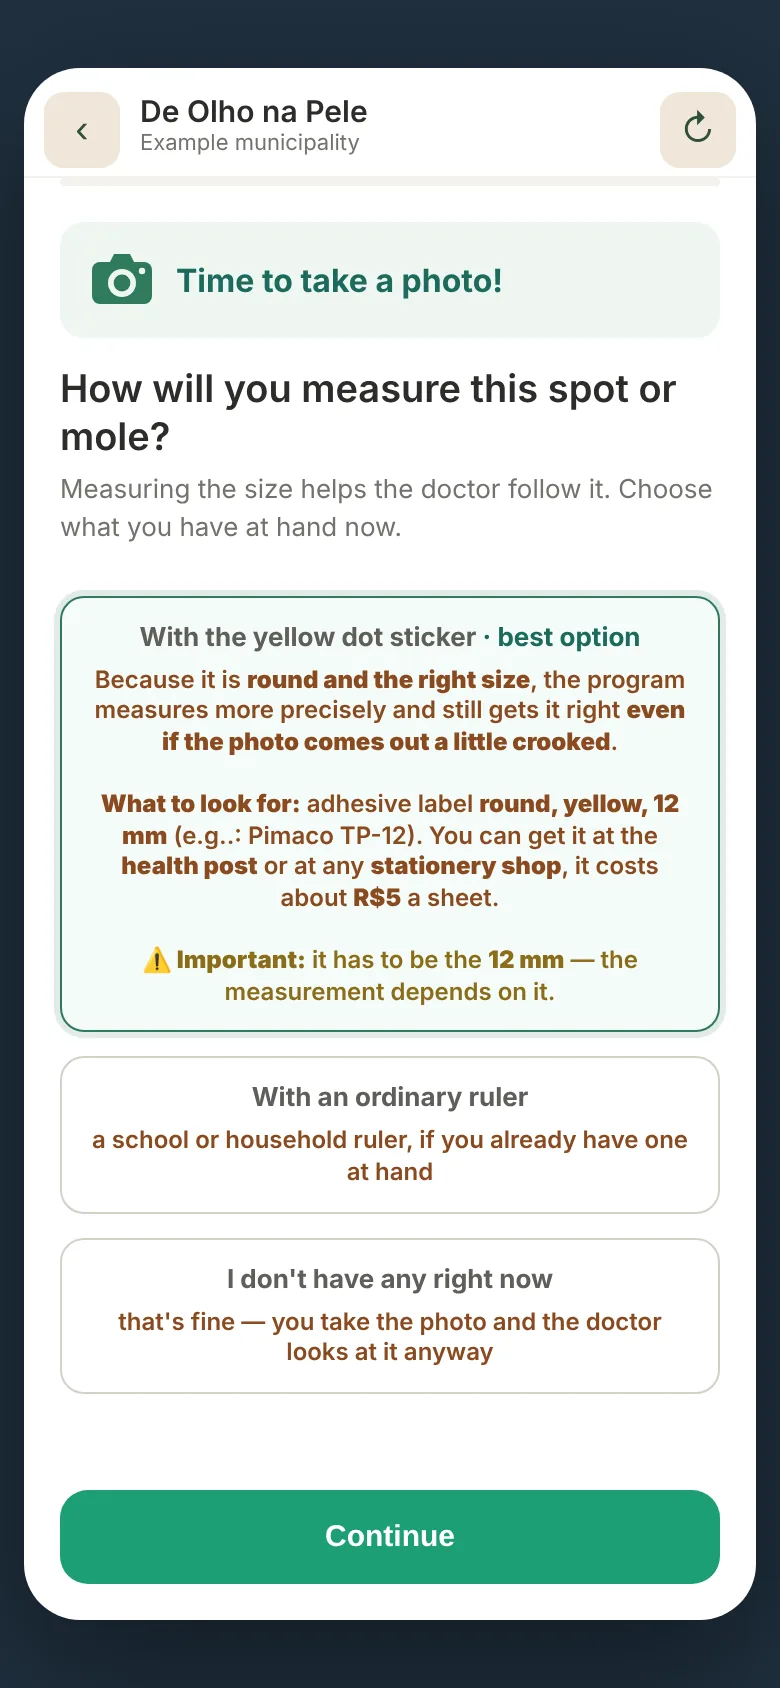 ‹
De Olho na Pele
Example municipality
Time to take a photo!
How will you measure this spot or
mole?
Measuring the size helps the doctor follow it. Choose
what you have at hand now.
With the yellow dot sticker · best option
Because it is round and the right size, the program
measures more precisely and still gets it right even
if the photo comes out a little crooked.
What to look for: adhesive label round, yellow, 12
mm (e.g..: Pimaco TP-12). You can get it at the
health post or at any stationery shop, it costs
about R$5 a sheet.
⚠️ Important: it has to be the 12 mm — the
measurement depends on it.
With an ordinary ruler
a school or household ruler, if you already have one
at hand
I don't have any right now
that's fine — you take the photo and the doctor
looks at it anyway
Continue